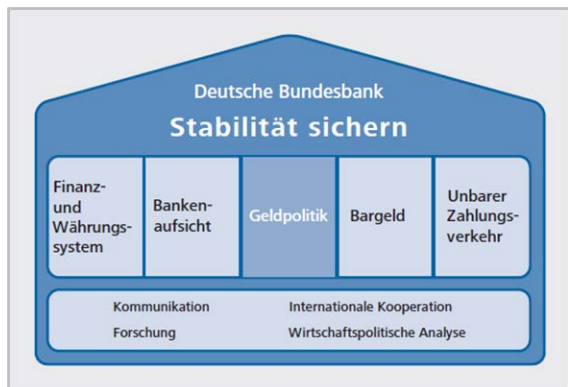 Deutsche Bundesbank
Stabilität sichern
Finanz-
und
Währungs-
system
Banken-
aufsicht
Geldpolitik
Bargeld
Unbarer
Zahlungs-
verkehr
Kommunikation
Internationale Kooperation
Forschung
Wirtschaftspolitische Analyse